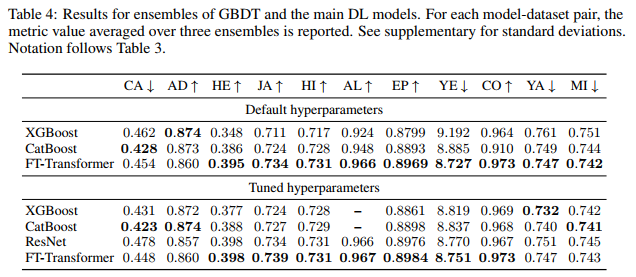 Table 4: Results for ensembles of GBDT and the main DL models. For each model-dataset pair, the
metric value averaged over three ensembles is reported. See supplementary for standard deviations.
Notation follows Table 3.
CA ↓ AD ↑ HE ↑ JA ↑ HI ↑ AL ↑ EP ↑ YE ↓ CO ↑ YA ↓ MI ↓
Default hyperparameters
XGBoost 0.462 0.874 0.348 0.711 0.717 0.924 0.8799 9.192 0.964 0.761 0.751
CatBoost 0.428 0.873 0.386 0.724 0.728 0.948 0.8893 8.885 0.910 0.749 0.744
FT-Transformer 0.454 0.860 0.395 0.734 0.731 0.966 0.8969 8.727 0.973 0.747 0.742
Tuned hyperparameters
XGBoost 0.431 0.872 0.377 0.724 0.728 – 0.8861 8.819 0.969 0.732 0.742
CatBoost 0.423 0.874 0.388 0.727 0.729 – 0.8898 8.837 0.968 0.740 0.741
ResNet 0.478 0.857 0.398 0.734 0.731 0.966 0.8976 8.770 0.967 0.751 0.745
FT-Transformer 0.448 0.860 0.398 0.739 0.731 0.967 0.8984 8.751 0.973 0.747 0.743